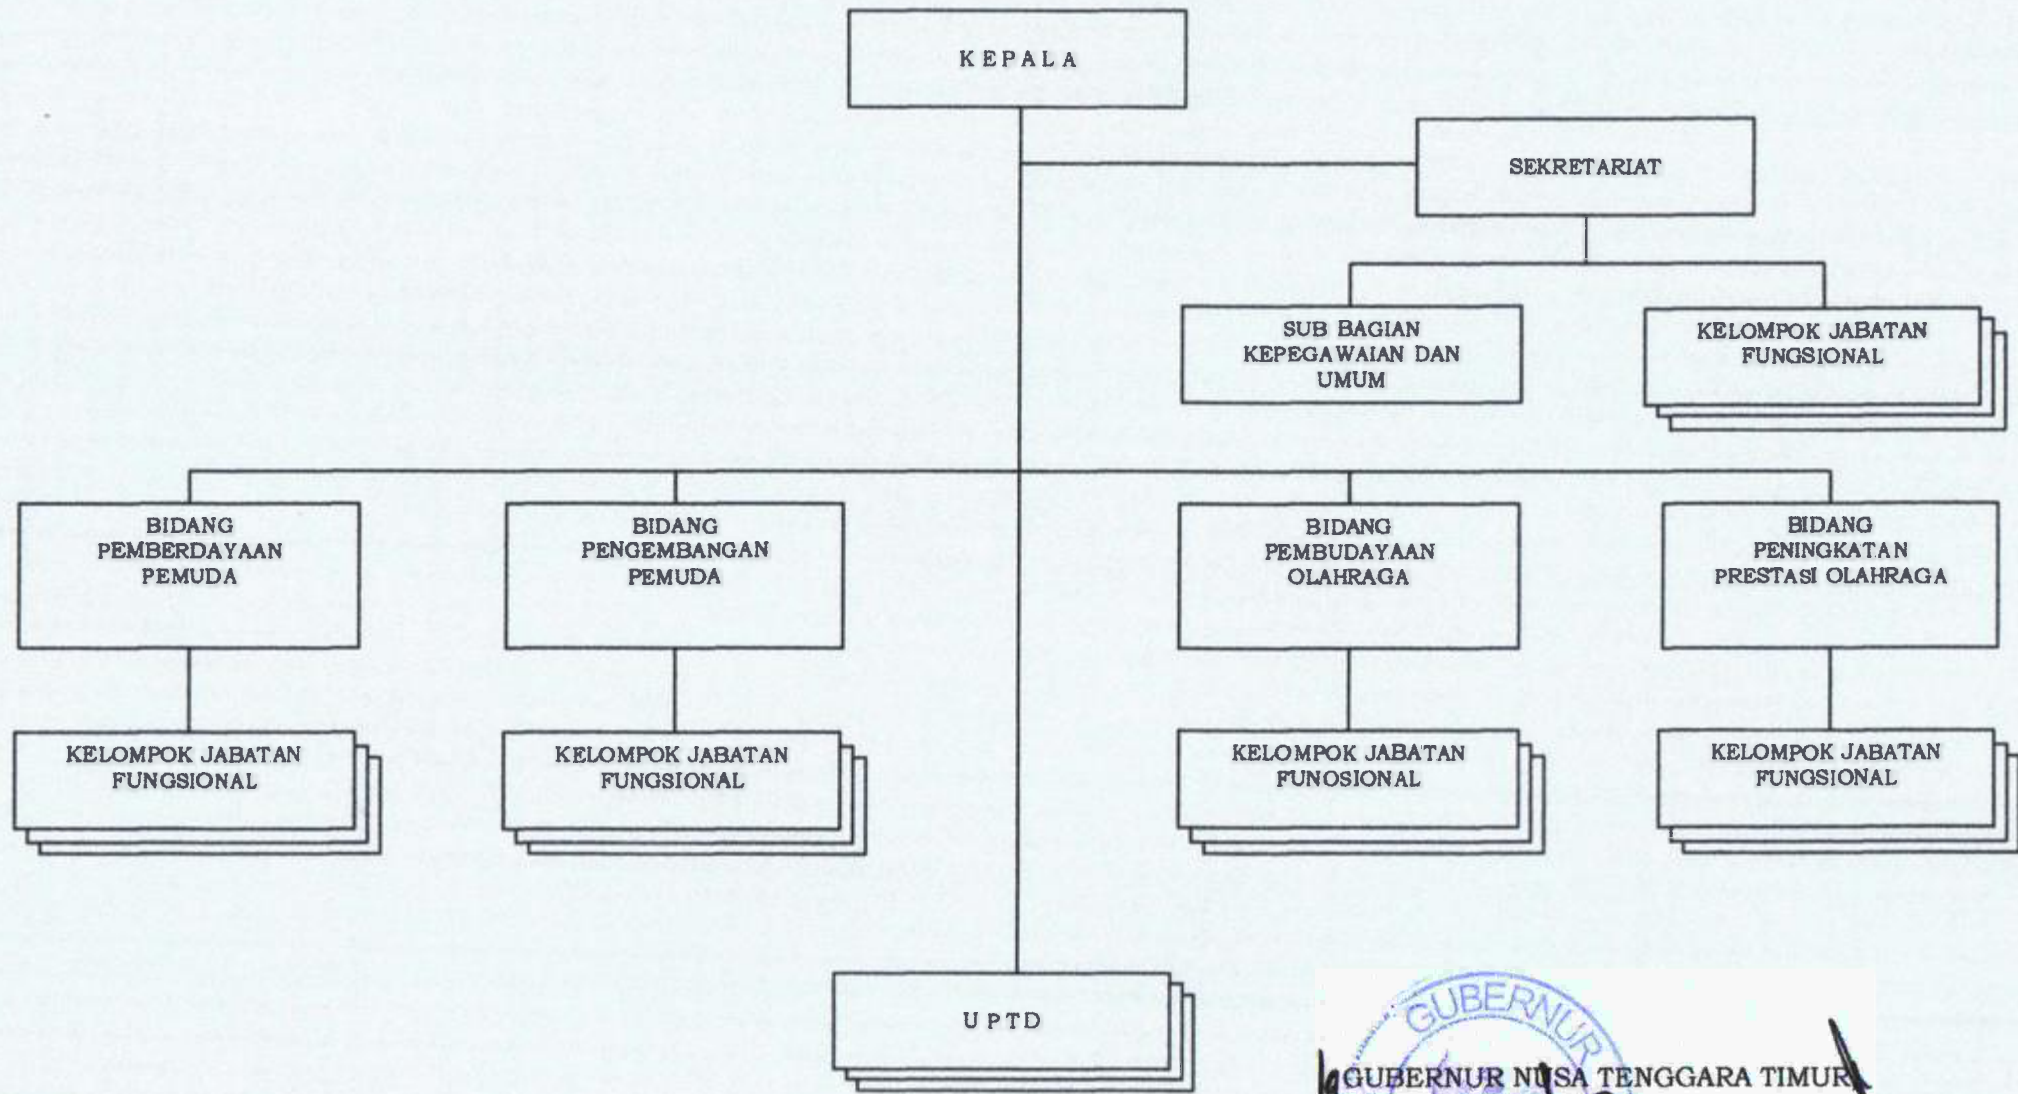 KEPALA
SEKRETARIAT
SUB BAGIAN
KEPEGAWAIAN DAN
UMUM
KELOMPOK JABATAN
FUNGSIONAL
BIDANG
PEMBERDAYAAN
PEMUDA
BIDANG
PENGEMBANGAN
PEMUDA
BIDANG
PEMBUDAYAAN
OLAHRAGA
BIDANG
PENINGKATAN
PRESTASI OLAHRAGA
KELOMPOK JABATAN
FUNGSIONAL
KELOMPOK JABATAN
FUNGSIONAL
KELOMPOK JABATAN
FUNOSIONAL
KELOMPOK JABATAN
FUNGSIONAL
UPTD
GUBERNUR
GUBERNUR NUSA TENGGARA TIMUR